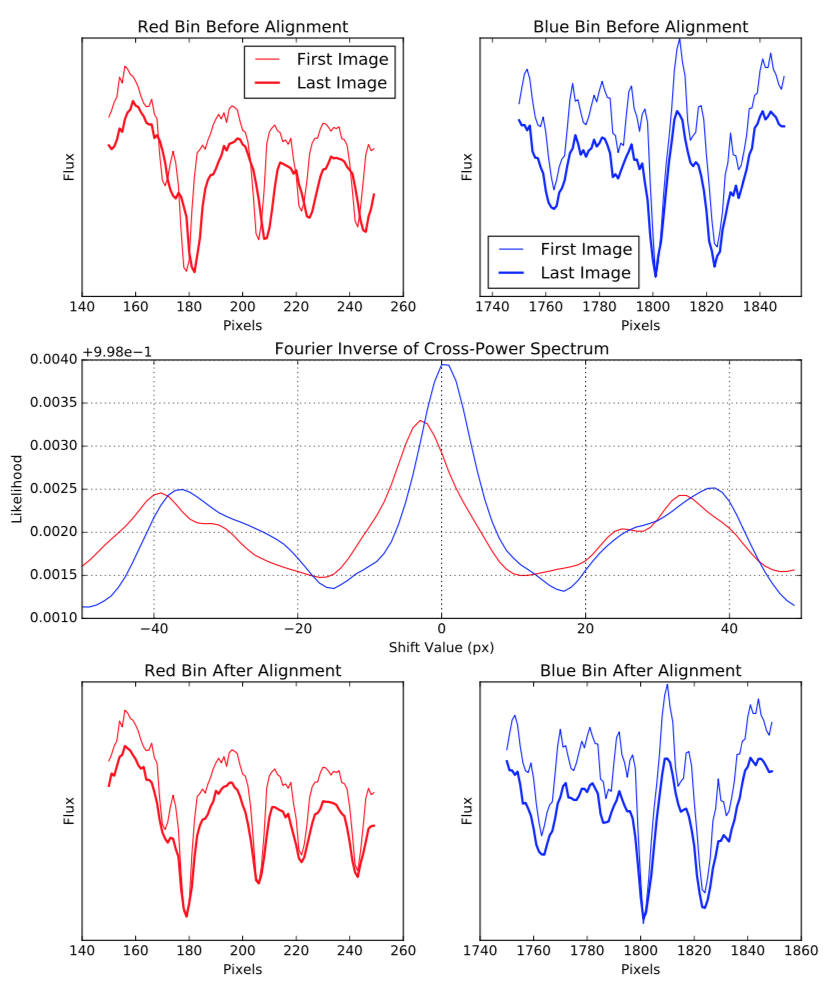 Red Bin Before Alignment
Flux
First Image
Last Image
140 160 180 200 220 240 260
Pixels
Blue Bin Before Alignment
Flux
First Image
Last Image
1740 1760 1780 1800 1820 1840
Pixels
Fourier Inverse of Cross-Power Spectrum
+9.98e−1
Likelihood
0.0040
0.0035
0.0030
0.0025
0.0020
0.0015
0.0010
−40 −20 0 20 40
Shift Value (px)
Red Bin After Alignment
Flux
140 160 180 200 220 240 260
Pixels
Blue Bin After Alignment
Flux
1740 1760 1780 1800 1820 1840 1860
Pixels